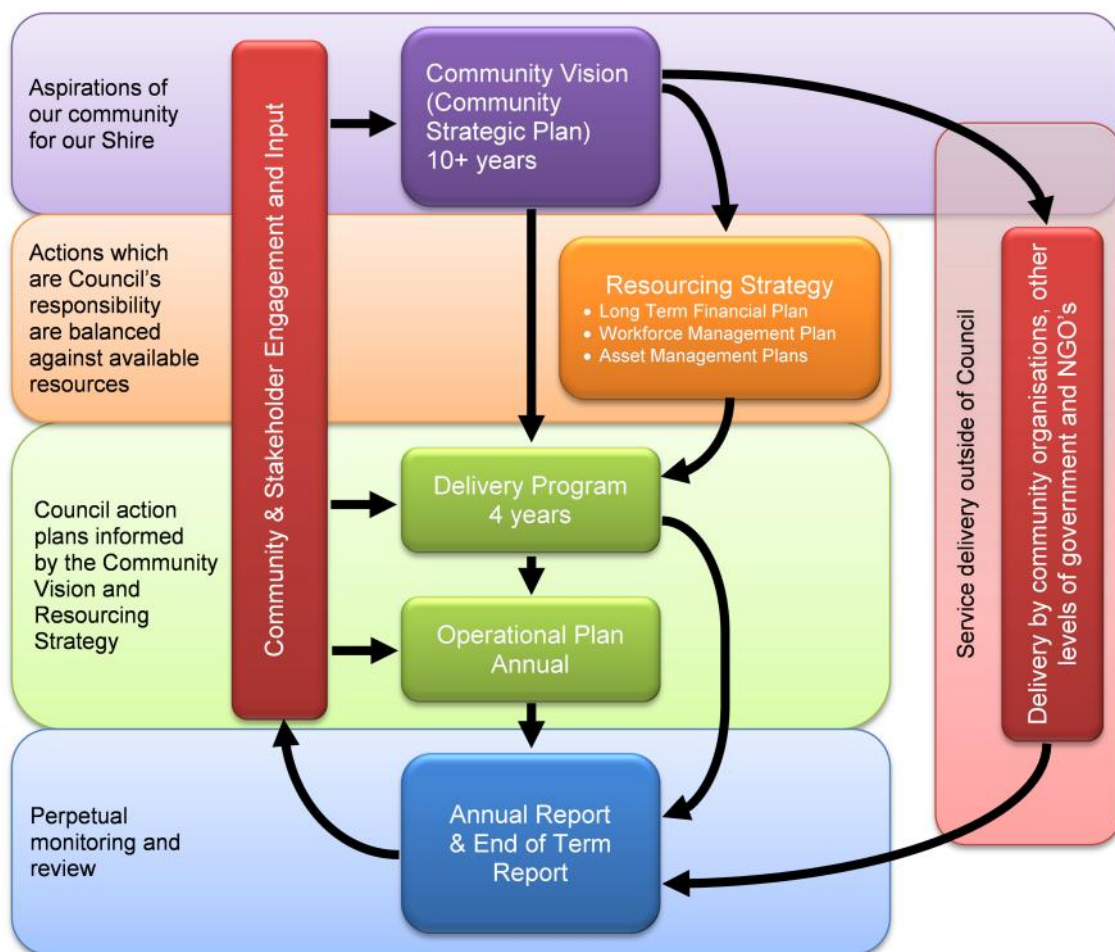 Aspirations of
our community
for our Shire
Community & Stakeholder Engagement and Input
Community Vision
(Community
Strategic Plan)
10+ years
Actions which
are Council’s
responsibility
are balanced
against available
resources
Resourcing Strategy
• Long Term Financial Plan
• Workforce Management Plan
• Asset Management Plans
Service delivery outside of Council
Delivery by community organisations, other
levels of government and NGO’s
Council action
plans informed
by the Community
Vision and
Resourcing
Strategy
Delivery Program
4 years
Operational Plan
Annual
Perpetual
monitoring and
review
Annual Report
& End of Term
Report